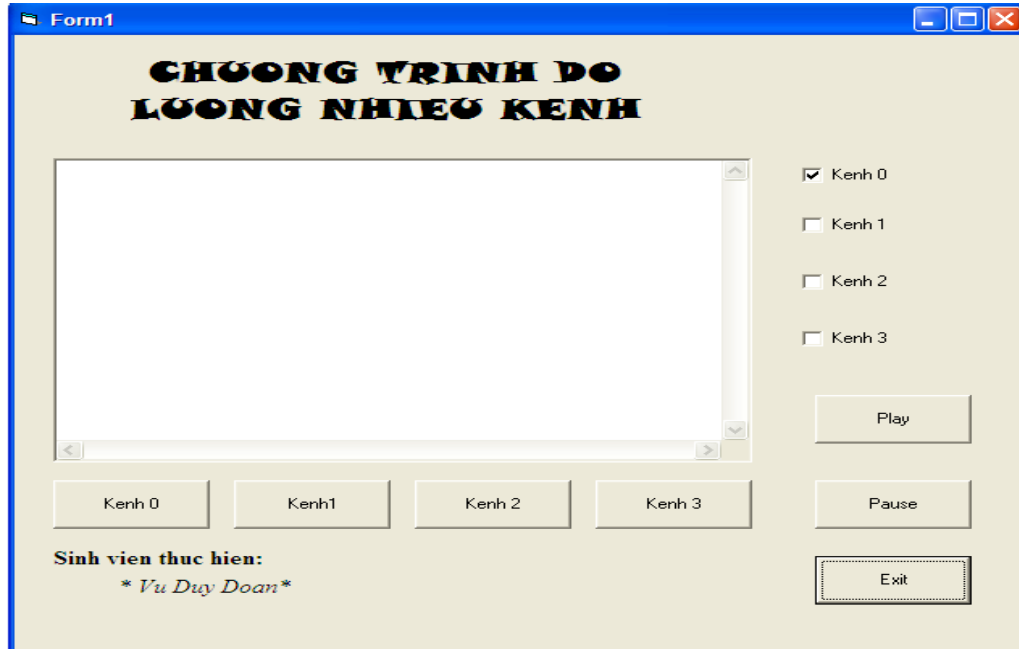 Form1
CHUONG TRINH DO
LUONG NHIEU KENH
Kenh 0
Kenh 1
Kenh 2
Kenh 3
Play
Kenh 0
Kenh1
Kenh 2
Kenh 3
Pause
Sinh vien thuc hien:
* Vu Duy Doan*
Exit